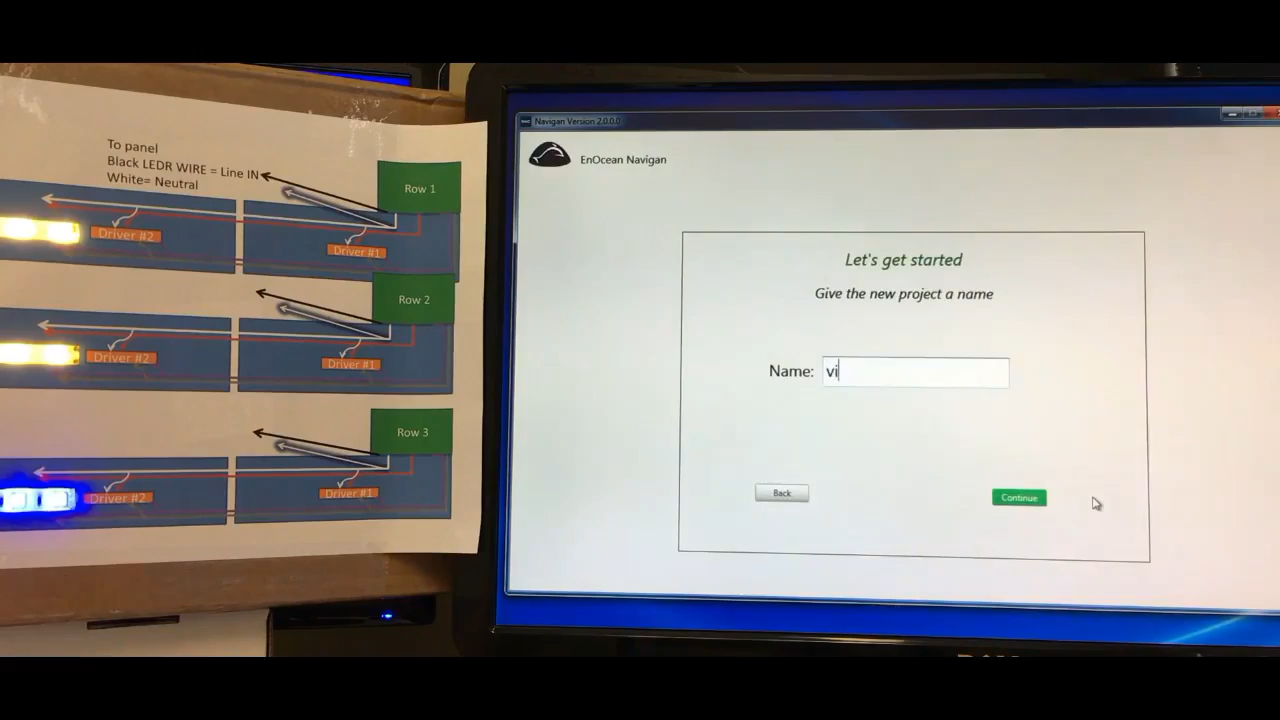 To panel
Black LEDR WIRE = Line IN
White= Neutral
Row 1
Driver #2
Driver #1
Row 2
Driver #2
Driver #1
Row 3
Driver #2
Driver #1
Navigan Version 2.0.0.0
EnOcean Navigan
Let's get started
Give the new project a name
Name: vi
Back
Continue